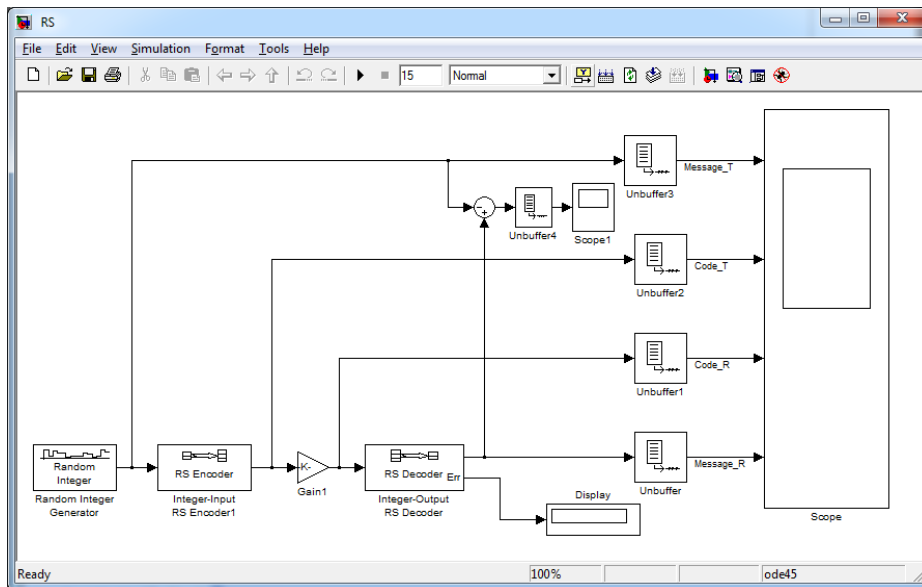 RS
File Edit View Simulation Format Tools Help
15 Normal
Unbuffer3
Message_T
-
+
Unbuffer4
Scope1
Unbuffer2
Code_T
Unbuffer1
Code_R
Random
Integer
Random Integer
Generator
RS Encoder
Integer-Input
RS Encoder1
-K-
Gain1
RS Decoder
Err
Integer-Output
RS Decoder
Unbuffer
Message_R
Display
Scope
Ready 100% ode45